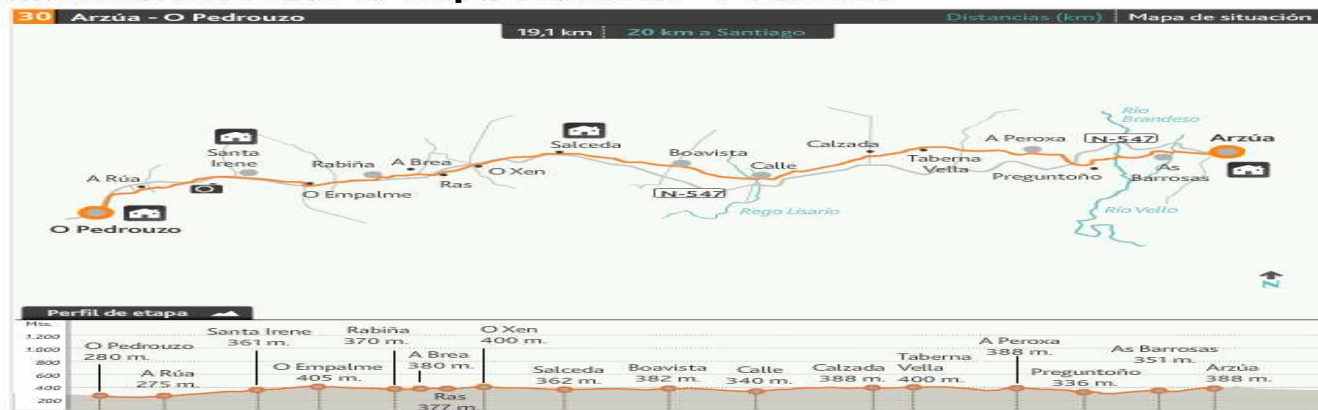 30 Arzúa - O Pedrouzo
Distancias (km) Mapa de situación
19,1 km 20 km a Santiago
Río Brandeso
A Peroxa
N-547
Arzúa
Salceda
Calzada
Santa Irene
Rabiña
A Brea
O Xen
Boavista
Calle
Taberna Vella
Preguntoño
As Barrosas
A Rúa
O Empalme
Ras
N-547
Rego Lisario
Río Vello
O Pedrouzo
N
Perfil de etapa
Mts.
1.200
1.000
800
600
400
200
O Pedrouzo
280 m.
A Rúa
275 m.
Santa Irene
361 m.
O Empalme
405 m.
Rabiña
370 m.
A Brea
380 m.
Ras
377 m.
O Xen
400 m.
Salceda
362 m.
Boavista
382 m.
Calle
340 m.
Calzada
388 m.
Taberna
Vella
400 m.
A Peroxa
388 m.
Preguntoño
336 m.
As Barrosas
351 m.
Arzúa
388 m.